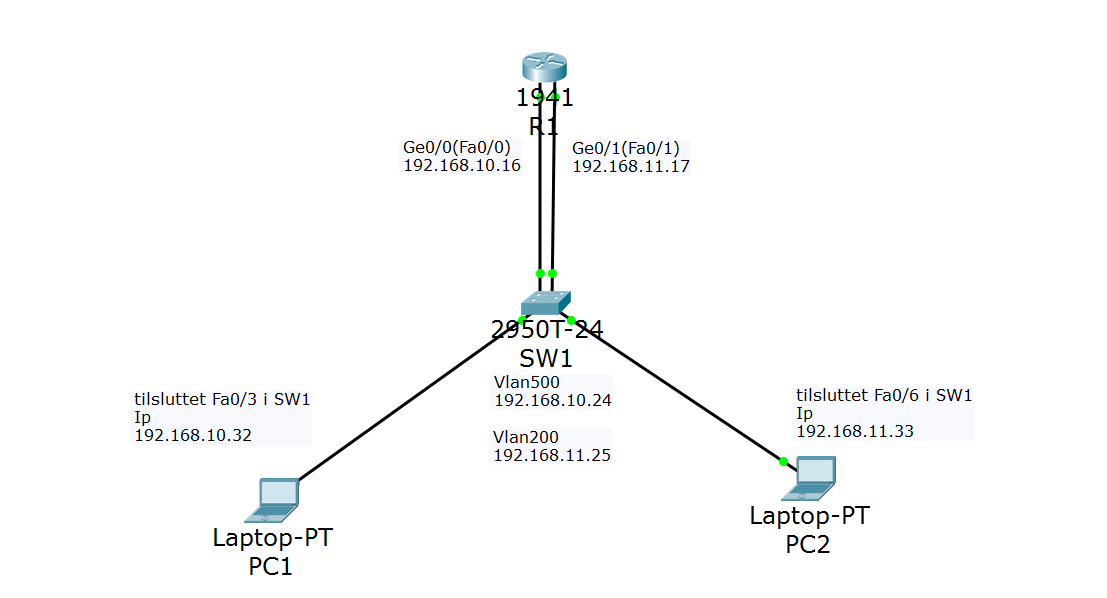 1941
R1
Ge0/0(Fa0/0)
192.168.10.16
Ge0/1(Fa0/1)
192.168.11.17
2950T-24
SW1
Vlan500
192.168.10.24
Vlan200
192.168.11.25
tilsluttet Fa0/3 i SW1
Ip
192.168.10.32
tilsluttet Fa0/6 i SW1
Ip
192.168.11.33
Laptop-PT
PC1
Laptop-PT
PC2